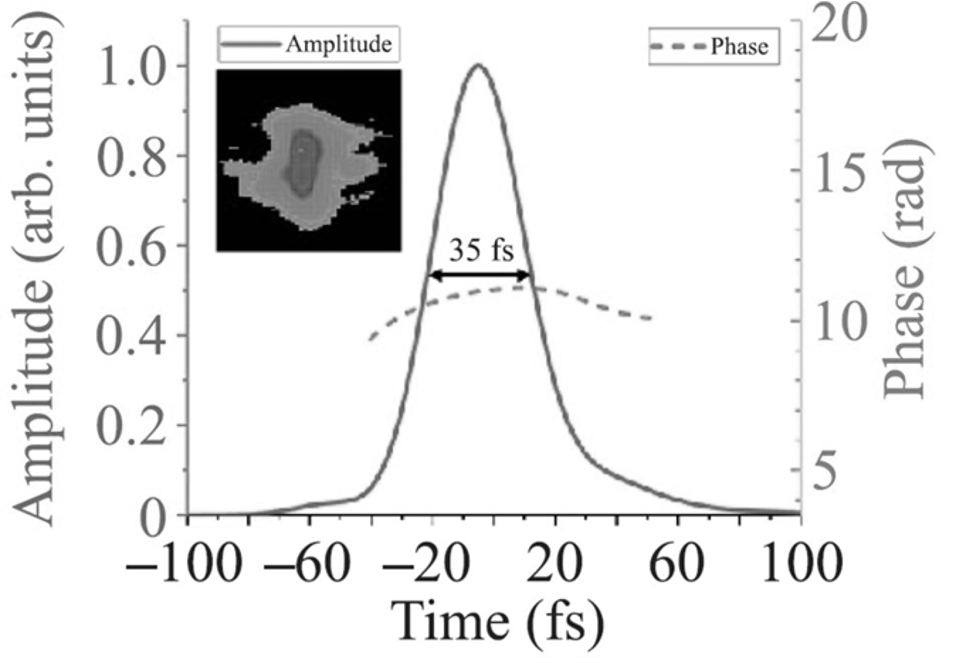 Amplitude
Phase
Amplitude (arb. units)
1.0
0.8
0.6
0.4
0.2
0
35 fs
20
15
10
5
Phase (rad)
–100 –60 –20 20 60 100
Time (fs)